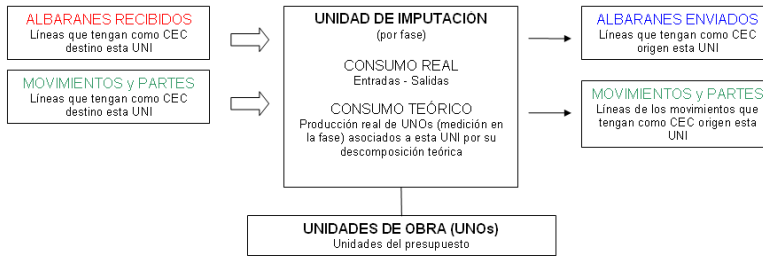 ALBARANES RECIBIDOS
Líneas que tengan como CEC
destino esta UNI
MOVIMIENTOS y PARTES
Líneas que tengan como CEC
destino esta UNI
UNIDAD DE IMPUTACIÓN
(por fase)
CONSUMO REAL
Entradas - Salidas
CONSUMO TEÓRICO
Producción real de UNOs (medición en
la fase) asociados a esta UNI por su
descomposición teórica
ALBARANES ENVIADOS
Líneas que tengan como CEC
origen esta UNI
MOVIMIENTOS y PARTES
Líneas de los movimientos que
tengan como CEC origen esta
UNI
UNIDADES DE OBRA (UNOs)
Unidades del presupuesto